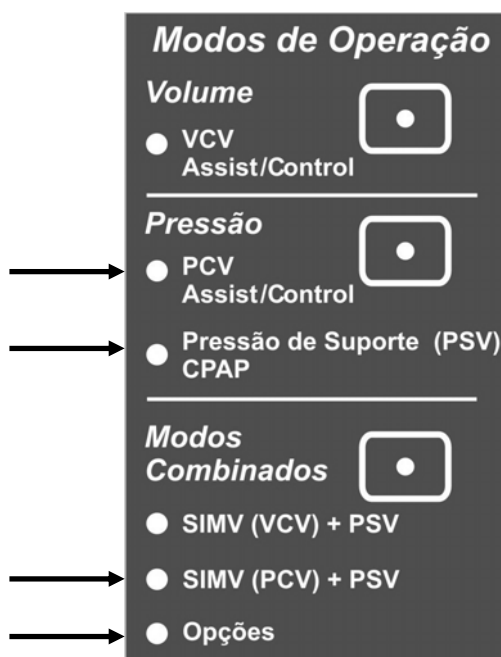 Modos de Operação
Volume
VCV
Assist/Control
Pressão
PCV
Assist/Control
Pressão de Suporte (PSV)
CPAP
Modos
Combinados
SIMV (VCV) + PSV
SIMV (PCV) + PSV
Opções